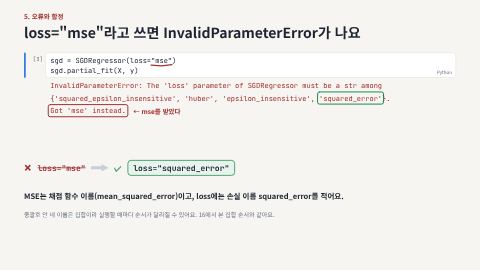 5. 오류와 함정
loss="mse"라고 쓰면 InvalidParameterError가 나요
[3]
sgd = SGDRegressor(loss="mse")
sgd.partial_fit(X, y)
Python
InvalidParameterError: The 'loss' parameter of SGDRegressor must be a str among
{'squared_epsilon_insensitive', 'huber', 'epsilon_insensitive', 'squared_error'}.
Got 'mse' instead. ← mse를 받았다
✕ loss="mse" ✓ loss="squared_error"
MSE는 채점 함수 이름(mean_squared_error)이고, loss에는 손실 이름 squared_error를 적어요.
중괄호 안 네 이름은 집합이라 실행할 때마다 순서가 달라질 수 있어요. 16에서 본 집합 순서와 같아요.